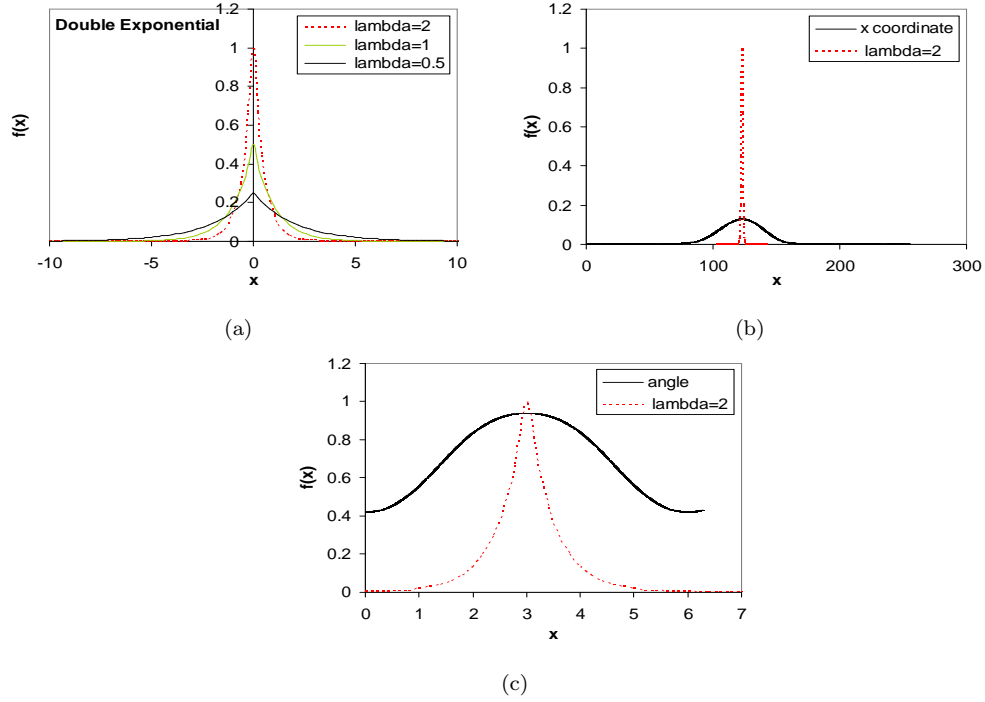 Double Exponential
lambda=2
lambda=1
lambda=0.5
1.2
1
0.8
0.6
0.4
0.2
0
f(x)
-10
-5
0
5
10
x
(a)
x coordinate
lambda=2
1.2
1
0.8
0.6
0.4
0.2
0
f(x)
0
100
200
300
x
(b)
angle
lambda=2
1.2
1
0.8
0.6
0.4
0.2
0
f(x)
0
1
2
3
4
5
6
7
x
(c)